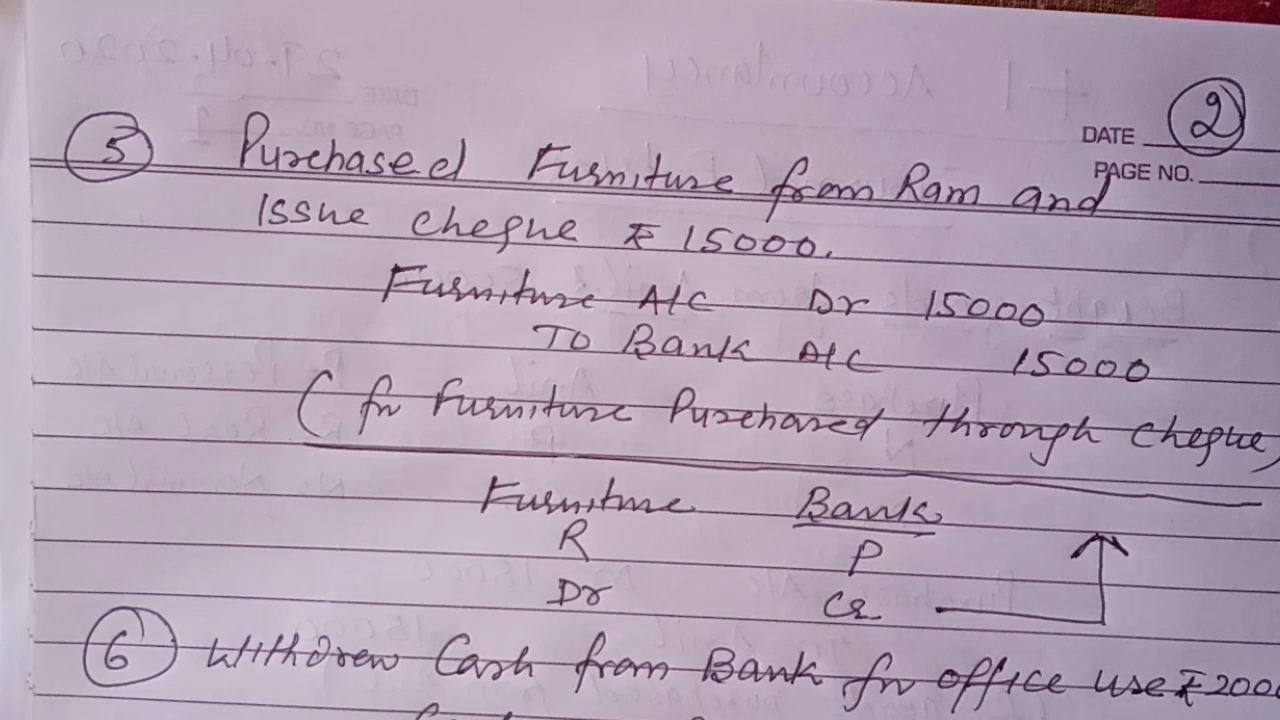 DATE 2
PAGE NO.
5 Purchased Furniture from Ram and
Issue cheque ₹ 15000.
Furniture A/C Dr 15000
To Bank A/C 15000
(for Furniture Purchased through cheque)
Furniture Bank
R P
Dr Cr
6 Withdrew Cash from Bank for office use ₹ 200